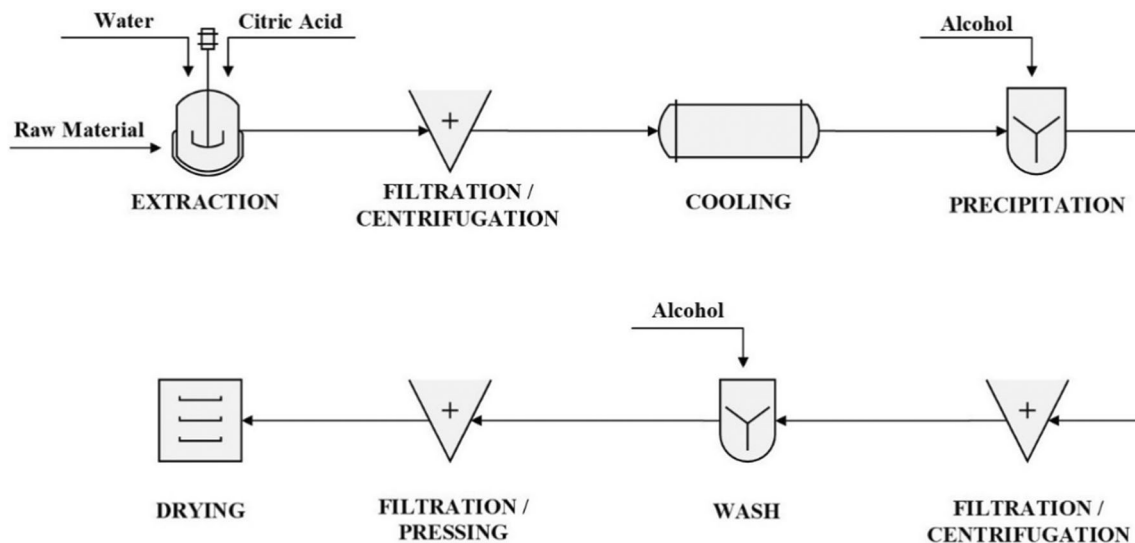 Water
Citric Acid
Alcohol
Raw Material
EXTRACTION
FILTRATION /
CENTRIFUGATION
COOLING
PRECIPITATION
Alcohol
DRYING
FILTRATION /
PRESSING
WASH
FILTRATION /
CENTRIFUGATION